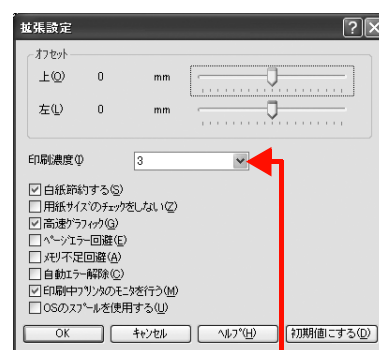 拡張設定
オフセット
上(O) 0 mm
左(L) 0 mm
印刷濃度(I) 3
白紙節約する(S)
用紙サイズのチェックをしない(Z)
高速グラフィック(G)
ページエラー回避(E)
メモリ不足回避(A)
自動エラー解除(C)
印刷中プリンタのモニタを行う(M)
OSのスプールを使用する(U)
OK キャンセル ヘルプ(H) 初期値にする(D)